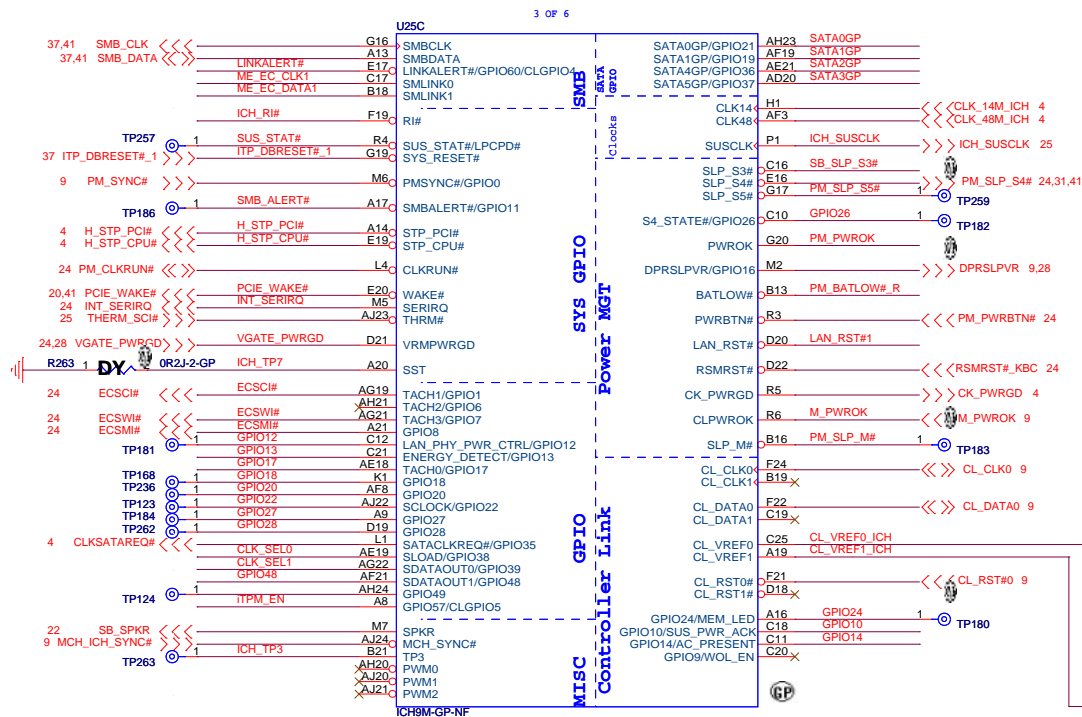 3 OF 6
U25C
37,41 SMB_CLK G16 SMBCLK
37,41 SMB_DATA A13 SMBDATA
LINKALERT# E17 LINKALERT#/GPIO60/CLGPIO4
ME_EC_CLK1 C17 SMLINK0
ME_EC_DATA1 B18 SMLINK1
ICH_RI# F19 RI#
TP257 1 SUS_STAT# R4 SUS_STAT#/LPCPD#
37 ITP_DBRESET#_1 ITP_DBRESET#_1 G19 SYS_RESET#
9 PM_SYNC# M6 PMSYNC#/GPIO0
TP186 1 SMB_ALERT# A17 SMBALERT#/GPIO11
4 H_STP_PCI# H_STP_PCI# A14 STP_PCI#
4 H_STP_CPU# H_STP_CPU# E19 STP_CPU#
24 PM_CLKRUN# L4 CLKRUN#
20,41 PCIE_WAKE# PCIE_WAKE# E20 WAKE#
24 INT_SERIRQ INT_SERIRQ M5 SERIRQ
25 THERM_SCI# AJ23 THRM#
24,28 VGATE_PWRGD VGATE_PWRGD D21 VRMPWRGD
R263 1 DY 0R2J-2-GP ICH_TP7 A20 SST
24 ECSCI# ECSCI# AG19 TACH1/GPIO1
AH21 TACH2/GPIO6
24 ECSWI# ECSWI# AG21 TACH3/GPIO7
24 ECSMI# ECSMI# A21 GPIO8
TP181 1 GPIO12 C12 LAN_PHY_PWR_CTRL/GPIO12
GPIO13 C21 ENERGY_DETECT/GPIO13
GPIO17 AE18 TACH0/GPIO17
TP168 1 GPIO18 K1 GPIO18
TP236 1 GPIO20 AF8 GPIO20
TP123 1 GPIO22 AJ22 SCLOCK/GPIO22
TP184 1 GPIO27 A9 GPIO27
TP262 1 GPIO28 D19 GPIO28
4 CLKSATAREQ# L1 SATACLKREQ#/GPIO35
CLK_SEL0 AE19 SLOAD/GPIO38
CLK_SEL1 AG22 SDATAOUT0/GPIO39
GPIO48 AF21 SDATAOUT1/GPIO48
TP124 1 AH24 GPIO49
iTPM_EN A8 GPIO57/CLGPIO5
22 SB_SPKR M7 SPKR
9 MCH_ICH_SYNC# AJ24 MCH_SYNC#
TP263 1 ICH_TP3 B21 TP3
AH20 PWM0
AJ20 PWM1
AJ21 PWM2
ICH9M-GP-NF
SMB
SYS GPIO
GPIO
MISC
SATA
GPIO
Clocks
Power MGT
Controller Link
SATA0GP/GPIO21 AH23 SATA0GP
SATA1GP/GPIO19 AF19 SATA1GP
SATA4GP/GPIO36 AE21 SATA2GP
SATA5GP/GPIO37 AD20 SATA3GP
CLK14 H1 CLK_14M_ICH 4
CLK48 AF3 CLK_48M_ICH 4
SUSCLK P1 ICH_SUSCLK ICH_SUSCLK 25
SLP_S3# C16 SB_SLP_S3#
SLP_S4# E16 PM_SLP_S4# 24,31,41
SLP_S5# G17 PM_SLP_S5# 1 TP259
S4_STATE#/GPIO26 C10 GPIO26 1 TP182
PWROK G20 PM_PWROK
DPRSLPVR/GPIO16 M2 DPRSLPVR 9,28
BATLOW# B13 PM_BATLOW#_R
PWRBTN# R3 PM_PWRBTN# 24
LAN_RST# D20 LAN_RST#1
RSMRST# D22 RSMRST#_KBC 24
CK_PWRGD R5 CK_PWRGD 4
CLPWROK R6 M_PWROK M_PWROK 9
SLP_M# B16 PM_SLP_M# 1 TP183
CL_CLK0 F24 CL_CLK0 9
CL_CLK1 B19
CL_DATA0 F22 CL_DATA0 9
CL_DATA1 C19
CL_VREF0 C25 CL_VREF0_ICH
CL_VREF1 A19 CL_VREF1_ICH
CL_RST0# F21 CL_RST#0 9
CL_RST1# D18
GPIO24/MEM_LED A16 GPIO24 1 TP180
GPIO10/SUS_PWR_ACK C18 GPIO10
GPIO14/AC_PRESENT C11 GPIO14
GPIO9/WOL_EN C20
GP